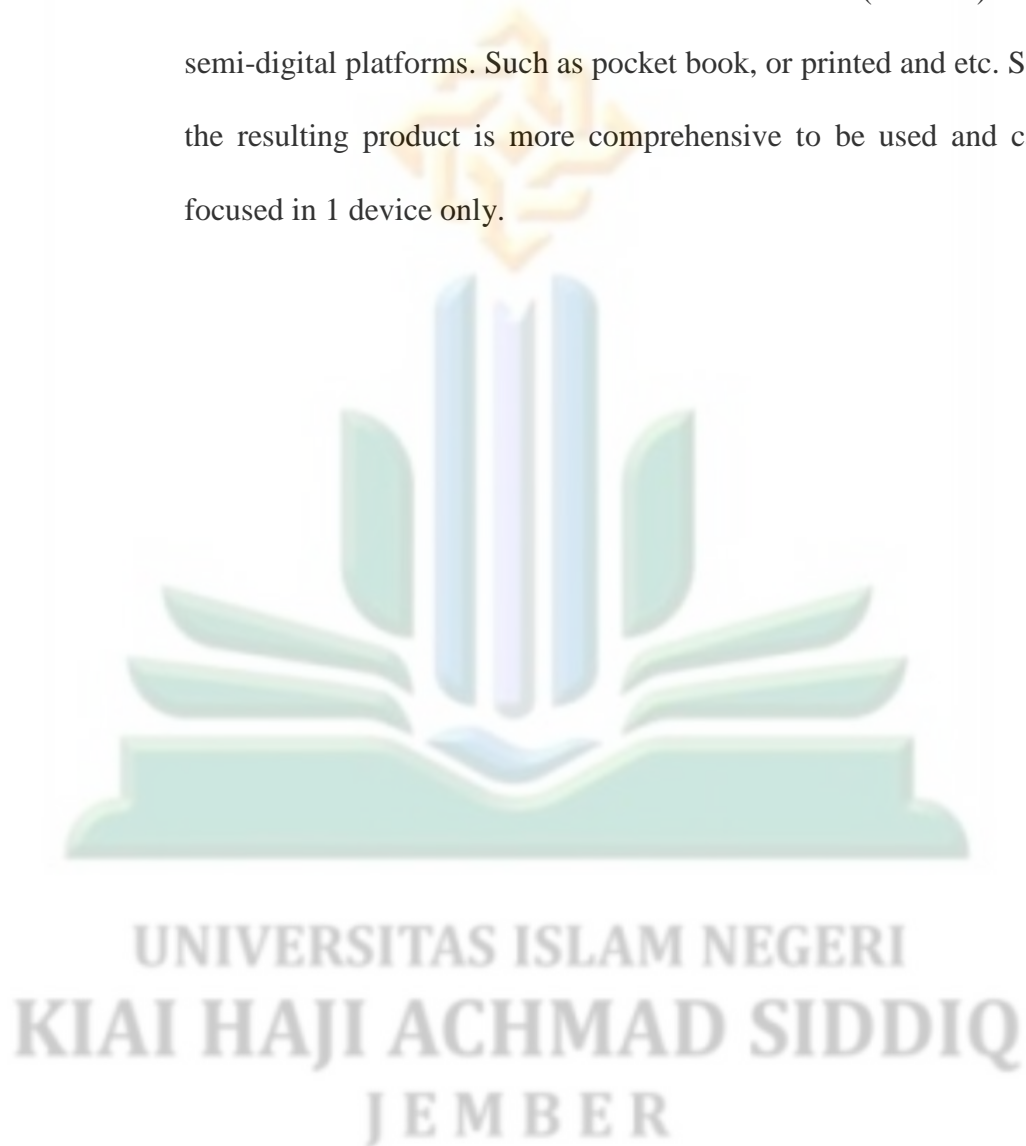 semi-digital platforms. Such as pocket book, or printed and etc.
the resulting product is more comprehensive to be used and
focused in 1 device only.
UNIVERSITAS ISLAM NEGERI
KIAI HAJI ACHMAD SIDDIQ
JEMBER